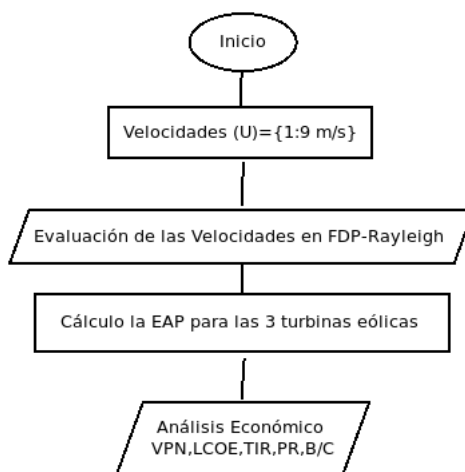 Inicio
Velocidades (U)={1:9 m/s}
Evaluación de las Velocidades en FDP-Rayleigh
Cálculo la EAP para las 3 turbinas eólicas
Análisis Económico
VPN,LCOE,TIR,PR,B/C